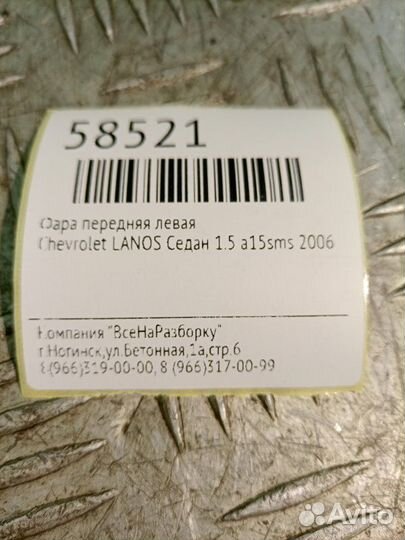 58521
Фара передняя левая
Chevrolet LANOS Седан 1.5 a15sms 2006
Компания "ВсеНаРазборку"
г.Ногинск,ул.Бетонная,1а,стр.6
8(966)319-00-00, 8 (966)317-00-99
Avito